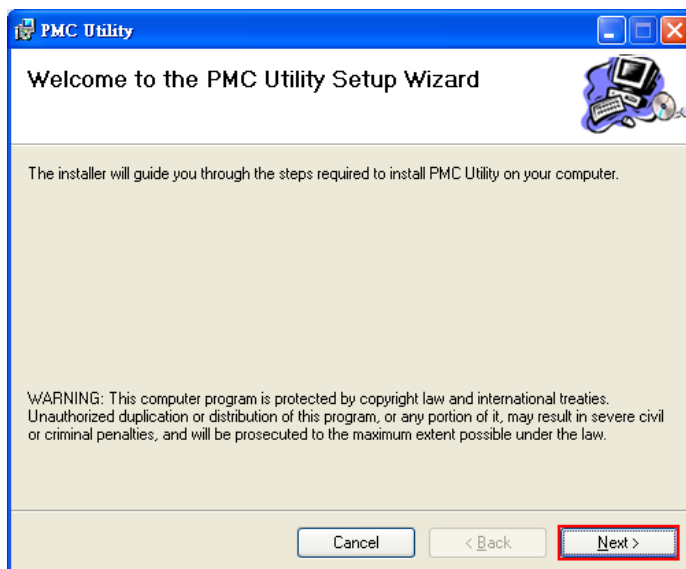 PMC Utility
Welcome to the PMC Utility Setup Wizard
The installer will guide you through the steps required to install PMC Utility on your computer.
WARNING: This computer program is protected by copyright law and international treaties.
Unauthorized duplication or distribution of this program, or any portion of it, may result in severe civil
or criminal penalties, and will be prosecuted to the maximum extent possible under the law.
Cancel
< Back
Next >